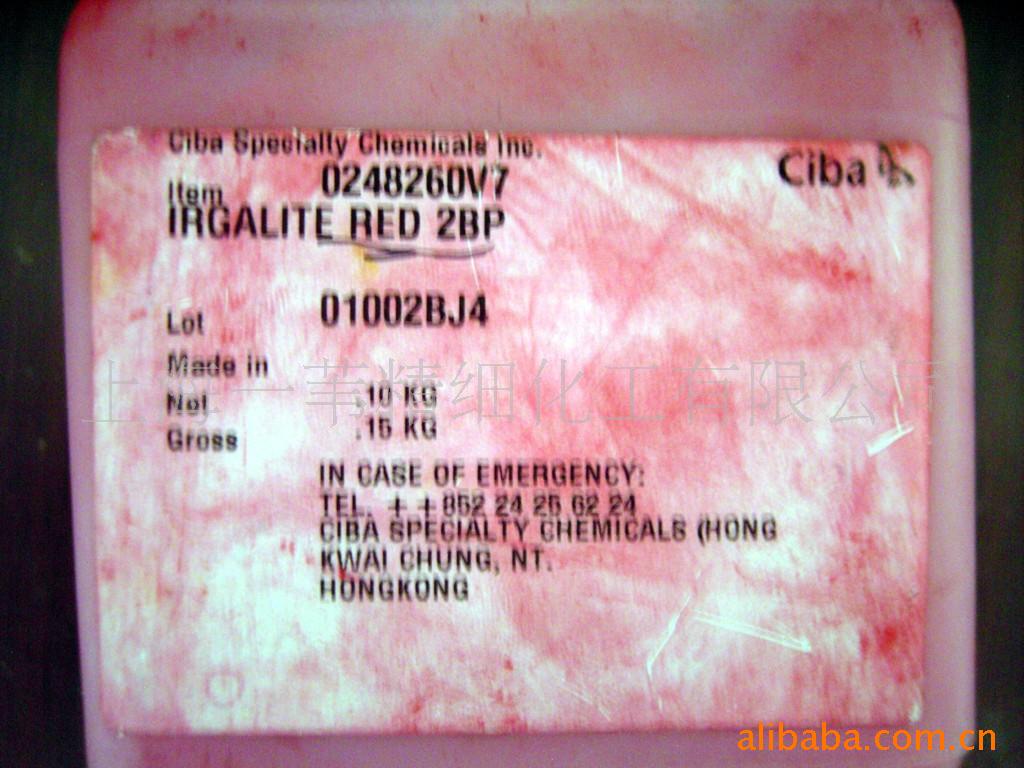 Ciba Specialty Chemicals Inc.
Ciba
Item 0248260V7
IRGALITE RED 2BP
Lot 01002BJ4
Made in
上海一苇精细化工有限公司
Net .10 KG
Gross .15 KG
IN CASE OF EMERGENCY:
TEL. + +852 24 25 62 24
CIBA SPECIALTY CHEMICALS (HONG
KWAI CHUNG, NT.
HONGKONG
alibaba.com.cn